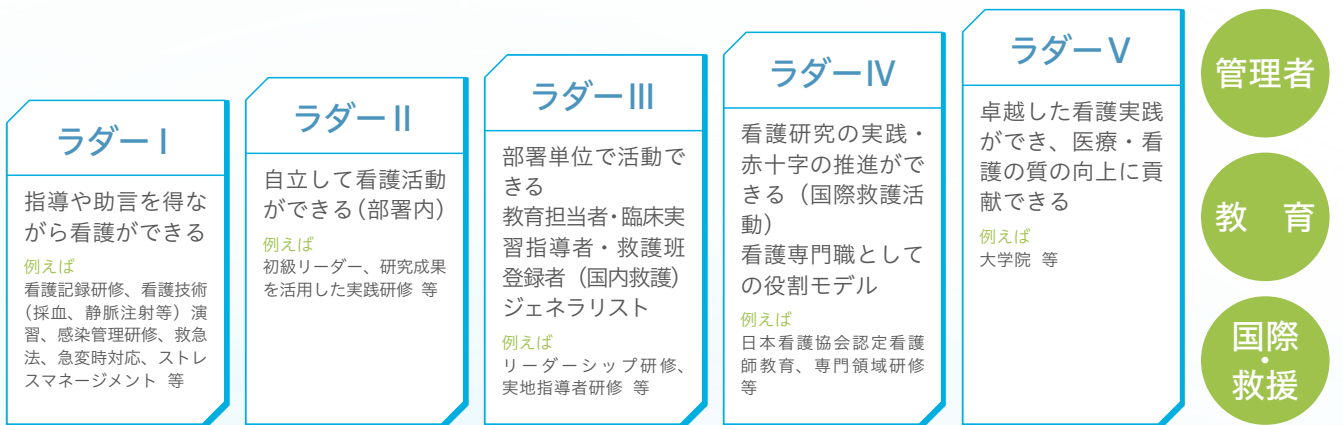 ラダーⅠ
指導や助言を得な
がら看護ができる
例えば
看護記録研修、看護技術
（採血、静脈注射等）演
習、感染管理研修、救急
法、急変時対応、ストレ
スマネージメント 等
ラダーⅡ
自立して看護活動
ができる（部署内）
例えば
初級リーダー、研究成果
を活用した実践研修 等
ラダーⅢ
部署単位で活動で
きる
教育担当者・臨床実
習指導者・救護班
登録者（国内救護）
ジェネラリスト
例えば
リーダーシップ研修、
実地指導者研修 等
ラダーⅣ
看護研究の実践・
赤十字の推進がで
きる（国際救護活
動）
看護専門職として
の役割モデル
例えば
日本看護協会認定看護
師教育、専門領域研修
等
ラダーⅤ
卓越した看護実践
ができ、医療・看
護の質の向上に貢
献できる
例えば
大学院 等
管理者
教　育
国際
・
救援